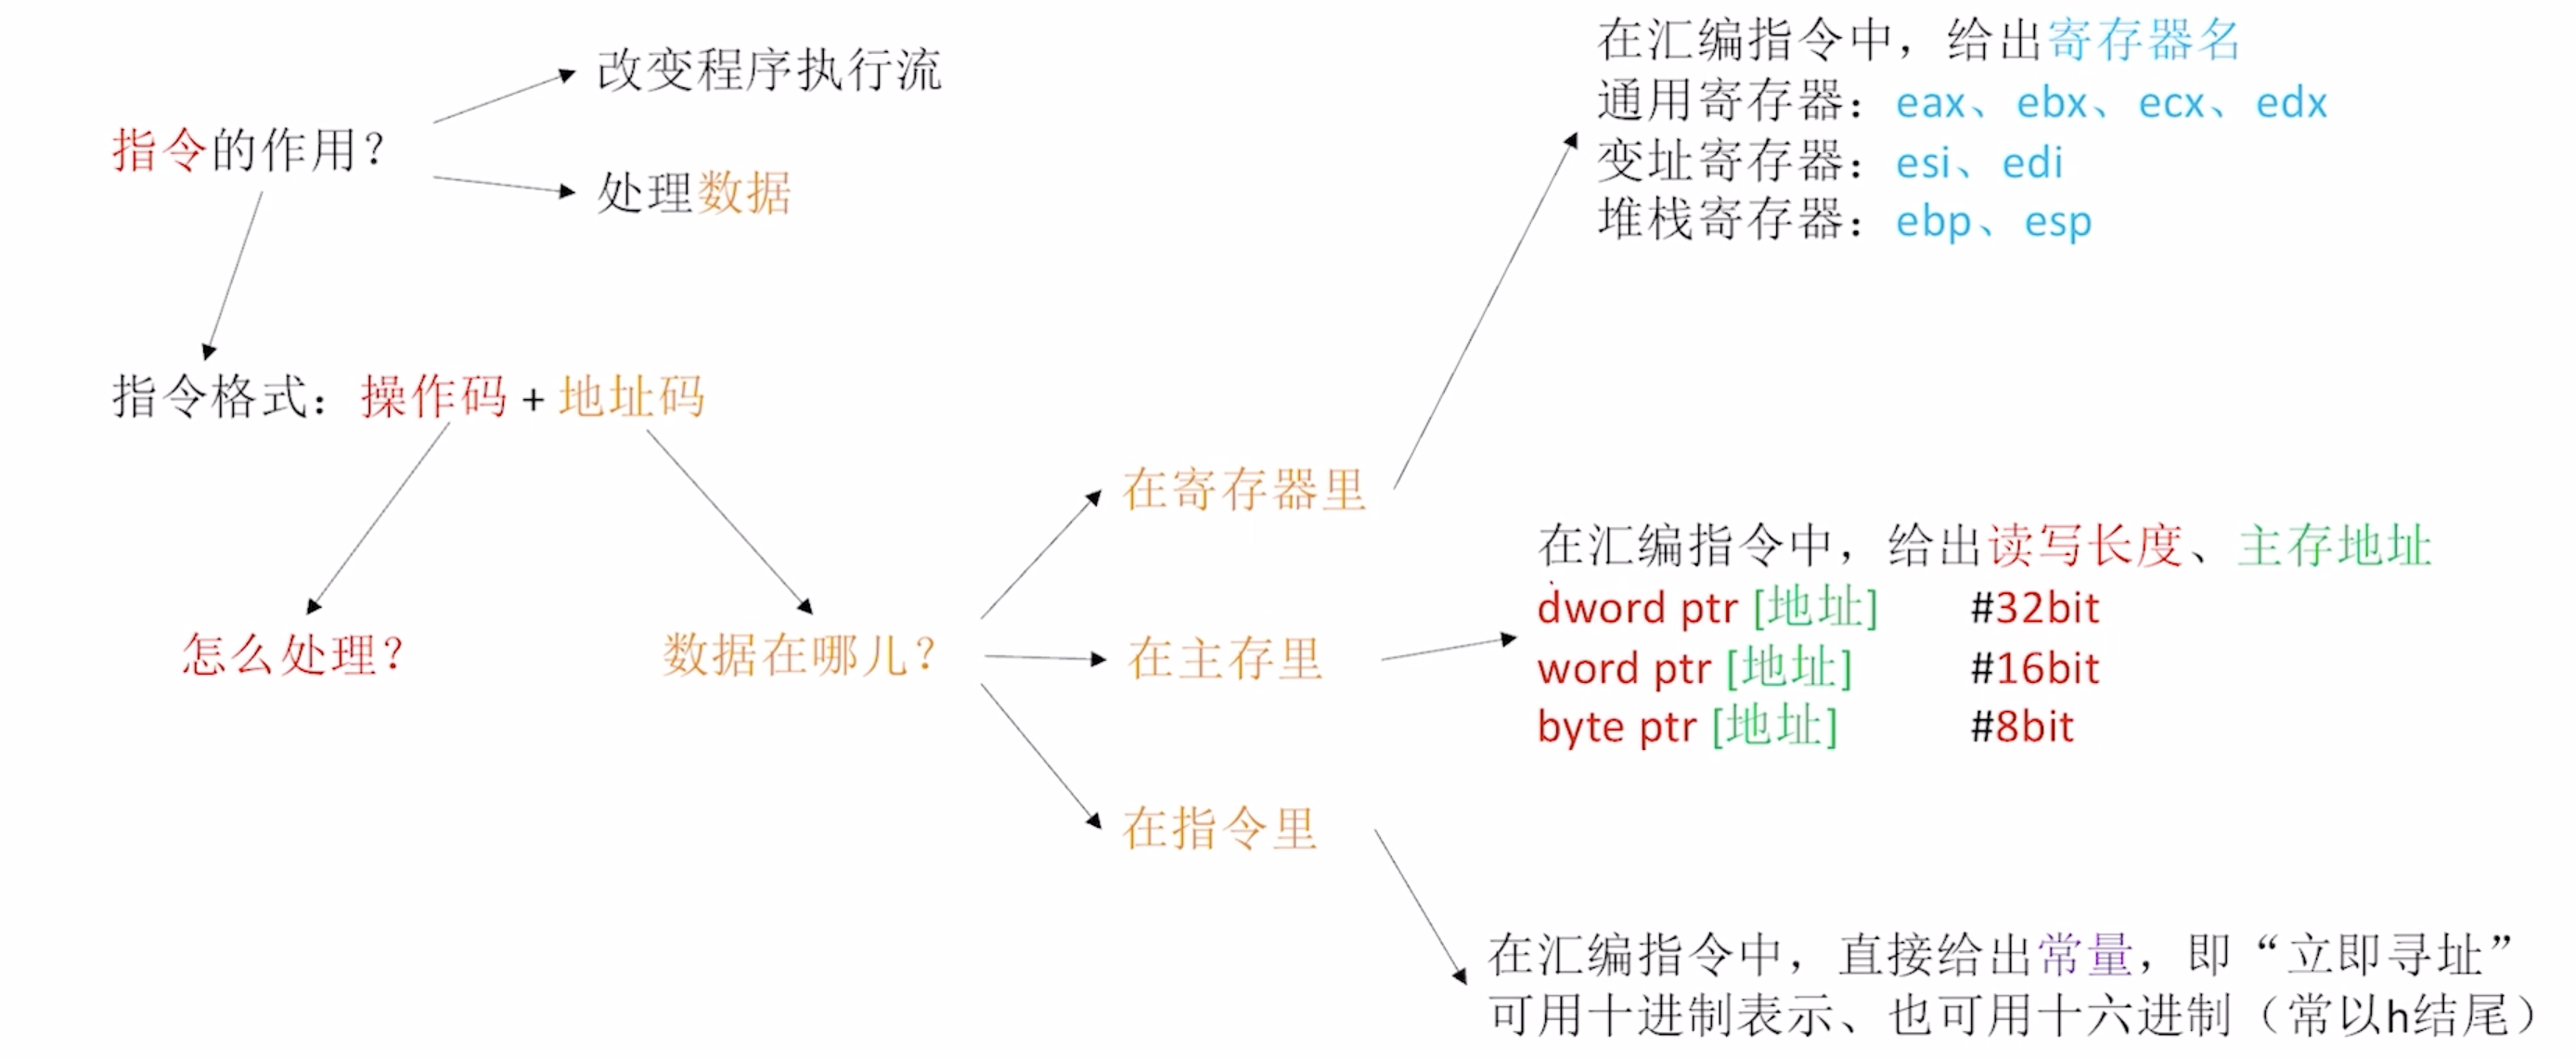 改变程序执行流
指令的作用？
处理数据
指令格式：操作码 + 地址码
怎么处理？
数据在哪儿？
在寄存器里
在汇编指令中，给出寄存器名
通用寄存器：eax、ebx、ecx、edx
变址寄存器：esi、edi
堆栈寄存器：ebp、esp
在主存里
在汇编指令中，给出读写长度、主存地址
dword ptr [地址] #32bit
word ptr [地址] #16bit
byte ptr [地址] #8bit
在指令里
在汇编指令中，直接给出常量，即“立即寻址”
可用十进制表示、也可用十六进制（常以h结尾）